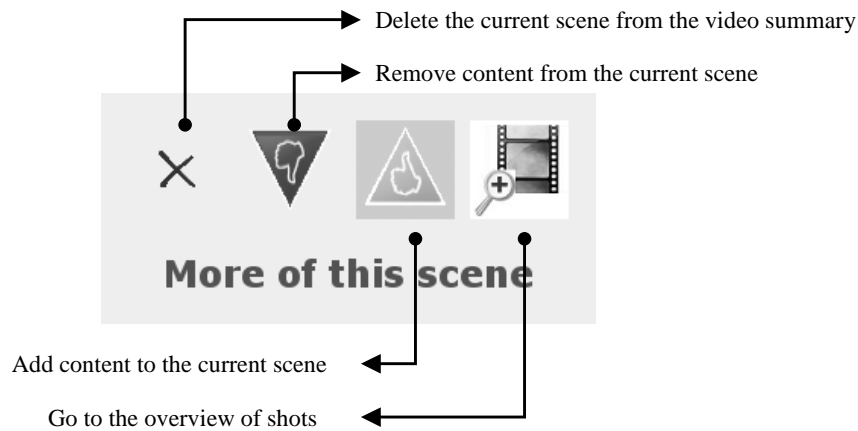 Delete the current scene from the video summary
Remove content from the current scene
More of this scene
Add content to the current scene
Go to the overview of shots